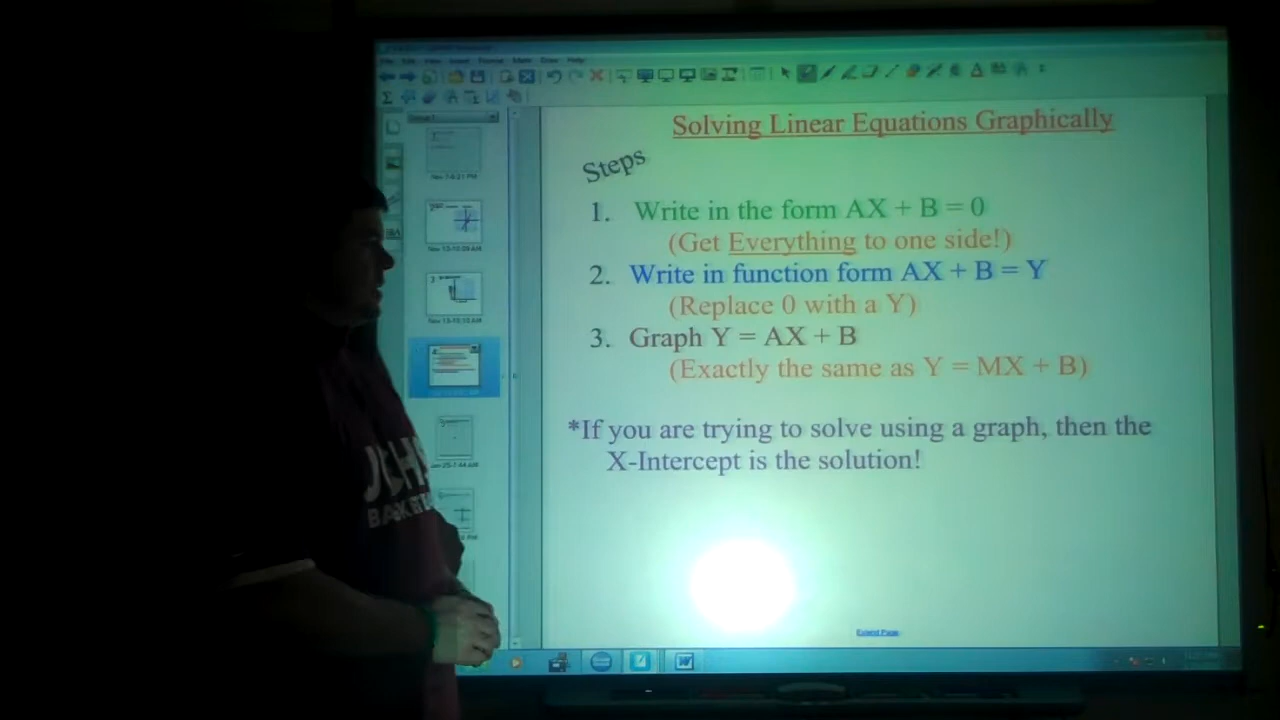 Solving Linear Equations Graphically
Steps
1. Write in the form AX + B = 0
(Get Everything to one side!)
2. Write in function form AX + B = Y
(Replace 0 with a Y)
3. Graph Y = AX + B
(Exactly the same as Y = MX + B)
*If you are trying to solve using a graph, then the
X-Intercept is the solution!
Extend Page